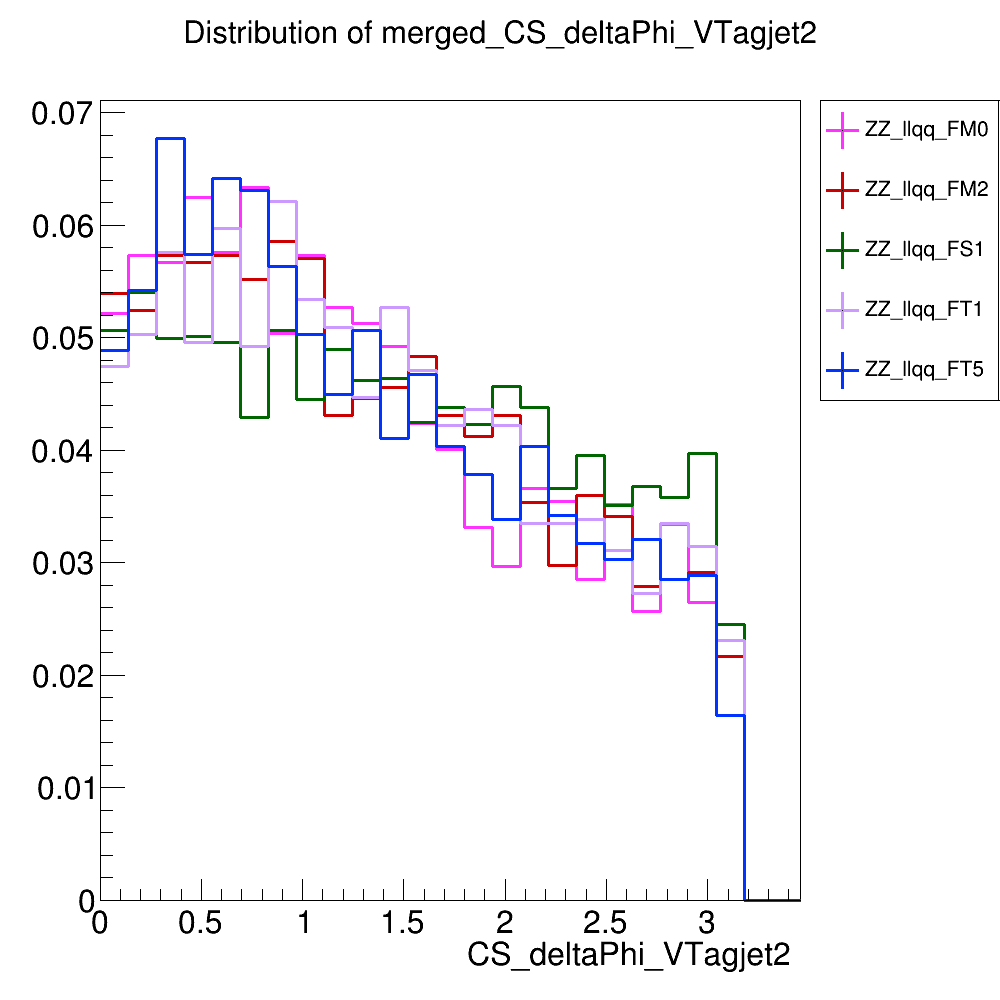 Distribution of merged_CS_deltaPhi_VTagjet2
0.07
0.06
0.05
0.04
0.03
0.02
0.01
0
0 0.5 1 1.5 2 2.5 3
CS_deltaPhi_VTagjet2
ZZ_llqq_FM0
ZZ_llqq_FM2
ZZ_llqq_FS1
ZZ_llqq_FT1
ZZ_llqq_FT5